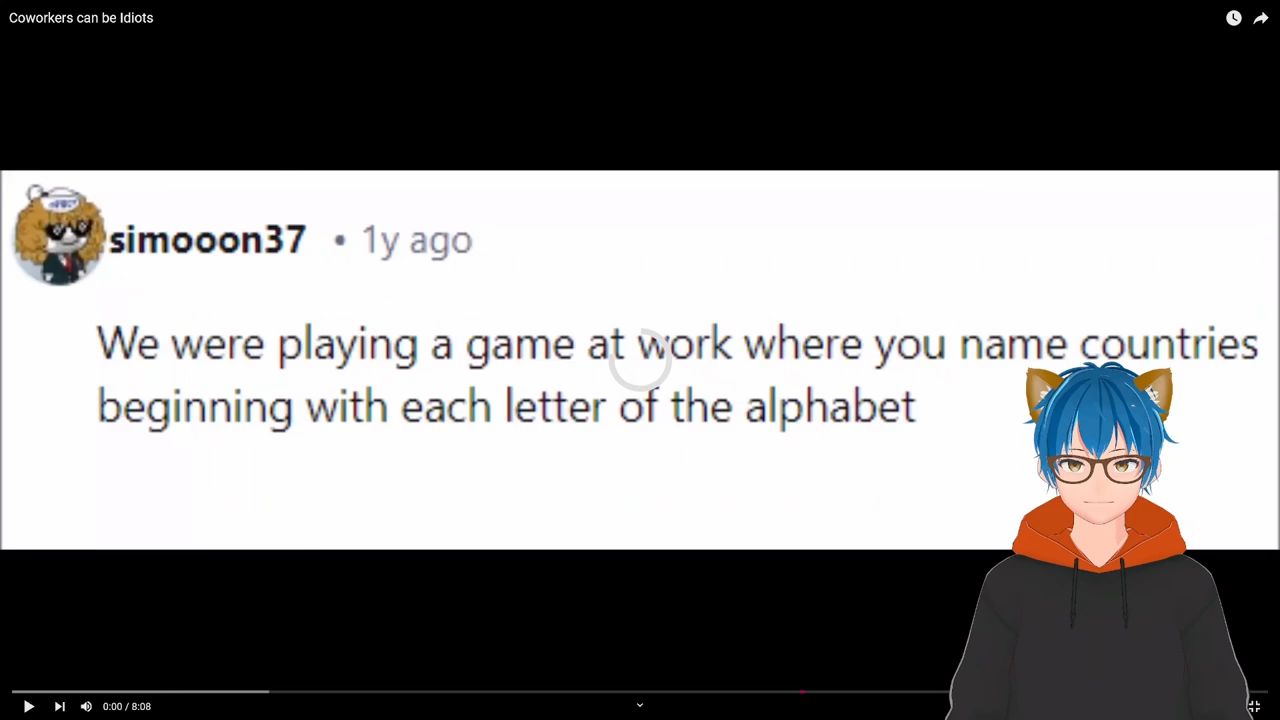 Coworkers can be Idiots
simooon37 • 1y ago
We were playing a game at work where you name countries
beginning with each letter of the alphabet
0:00 / 8:08